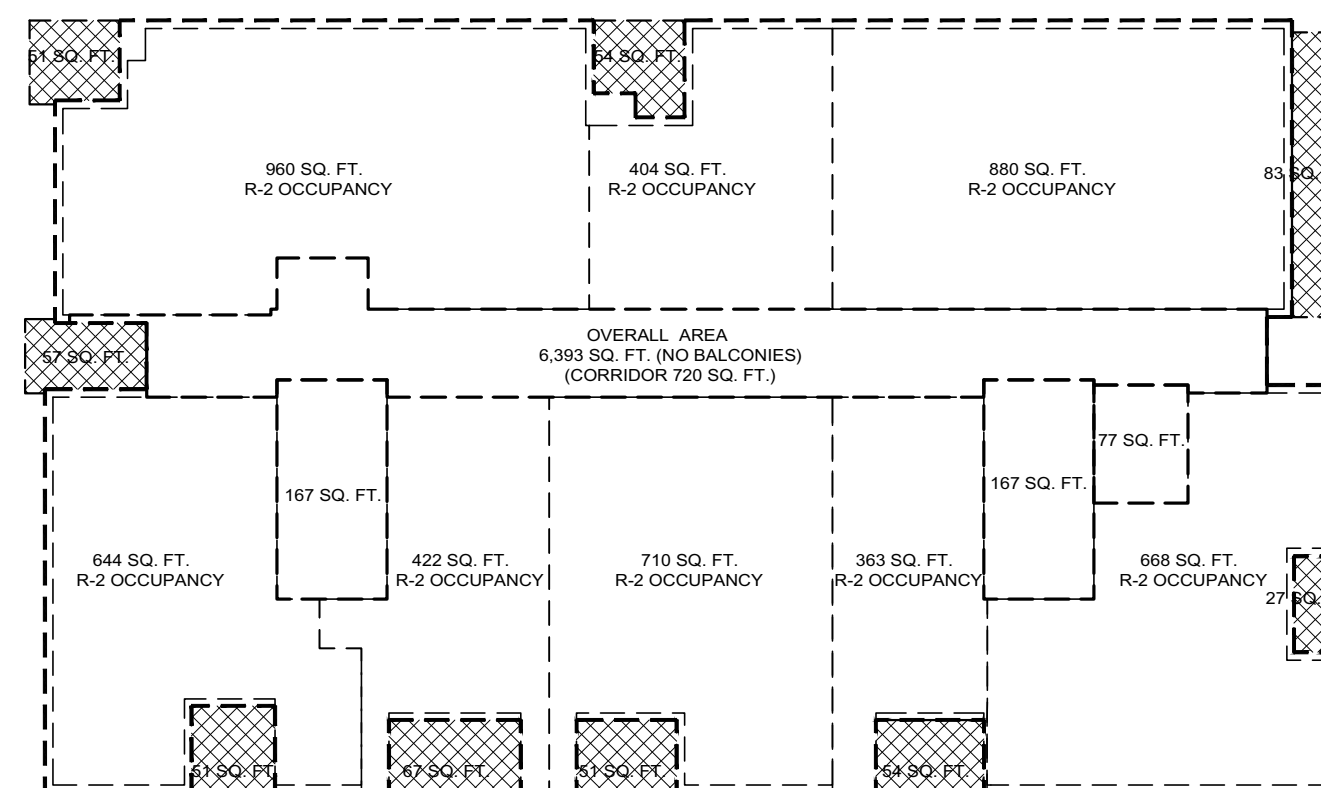 51 SQ. FT.
54 SQ. FT.
960 SQ. FT.
R-2 OCCUPANCY
404 SQ. FT.
R-2 OCCUPANCY
880 SQ. FT.
R-2 OCCUPANCY
83 SQ.
OVERALL AREA
6,393 SQ. FT. (NO BALCONIES)
(CORRIDOR 720 SQ. FT.)
57 SQ. FT.
77 SQ. FT.
167 SQ. FT.
167 SQ. FT.
644 SQ. FT.
R-2 OCCUPANCY
422 SQ. FT.
R-2 OCCUPANCY
710 SQ. FT.
R-2 OCCUPANCY
363 SQ. FT.
R-2 OCCUPANCY
668 SQ. FT.
R-2 OCCUPANCY
27 SQ.
51 SQ. FT.
67 SQ. FT.
51 SQ. FT.
54 SQ. FT.